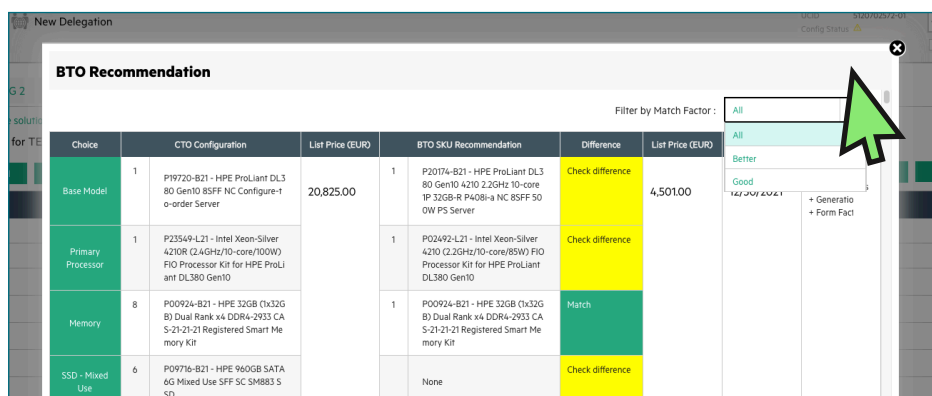 New Delegation
OCID 5120702572-01
Config Status
BTO Recommendation
G 2
e solutio
for TE
Filter by Match Factor :
All
All
Better
Good
Choice
CTO Configuration
List Price (EUR)
BTO SKU Recommendation
Difference
List Price (EUR)
Base Model
1
P19720-B21 - HPE ProLiant DL3
80 Gen10 8SFF NC Configure-t
o-order Server
20,825.00
1
P20174-B21 - HPE ProLiant DL3
80 Gen10 4210 2.2GHz 10-core
1P 32GB-R P408i-a NC 8SFF 50
0W PS Server
Check difference
4,501.00
12/30/2021
s
+ Generatio
+ Form Fact
Primary
Processor
1
P23549-L21 - Intel Xeon-Silver
4210R (2.4GHz/10-core/100W)
FIO Processor Kit for HPE ProLi
ant DL380 Gen10
1
P02492-L21 - Intel Xeon-Silver
4210 (2.2GHz/10-core/85W) FIO
Processor Kit for HPE ProLiant
DL380 Gen10
Check difference
Memory
8
P00924-B21 - HPE 32GB (1x32G
B) Dual Rank x4 DDR4-2933 CA
S-21-21-21 Registered Smart Me
mory Kit
1
P00924-B21 - HPE 32GB (1x32G
B) Dual Rank x4 DDR4-2933 CA
S-21-21-21 Registered Smart Me
mory Kit
Match
SSD - Mixed
Use
6
P09716-B21 - HPE 960GB SATA
6G Mixed Use SFF SC SM883 S
SD
None
Check difference